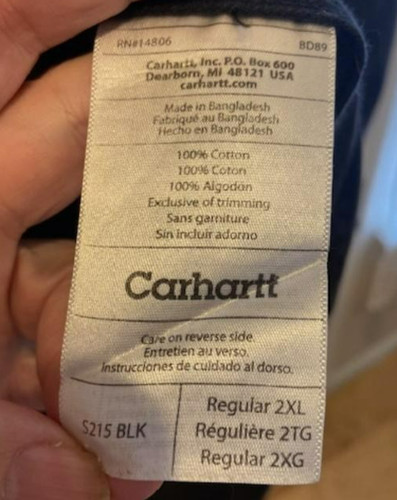 RN#14806 BD89
Carhartt, Inc. P.O. Box 600
Dearborn, MI 48121 USA
carhartt.com
Made in Bangladesh
Fabriqué au Bangladesh
Hecho en Bangladesh
100% Cotton
100% Coton
100% Algodón
Exclusive of trimming
Sans garniture
Sin incluir adorno
Carhartt
Care on reverse side.
Entretien au verso.
Instrucciones de cuidado al dorso.
S215 BLK
Regular 2XL
Régulière 2TG
Regular 2XG